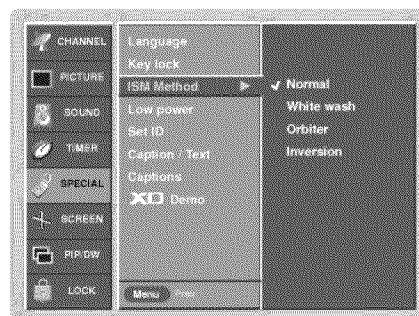 CHANNEL
PICTURE
SOUND
TIMER
SPECIAL
SCREEN
PIP/DW
LOCK
Language
Key lock
ISM Method
Low power
Set ID
Caption / Text
Captions
XD Demo
Menu Prev.
Normal
White wash
Orbiter
Inversion